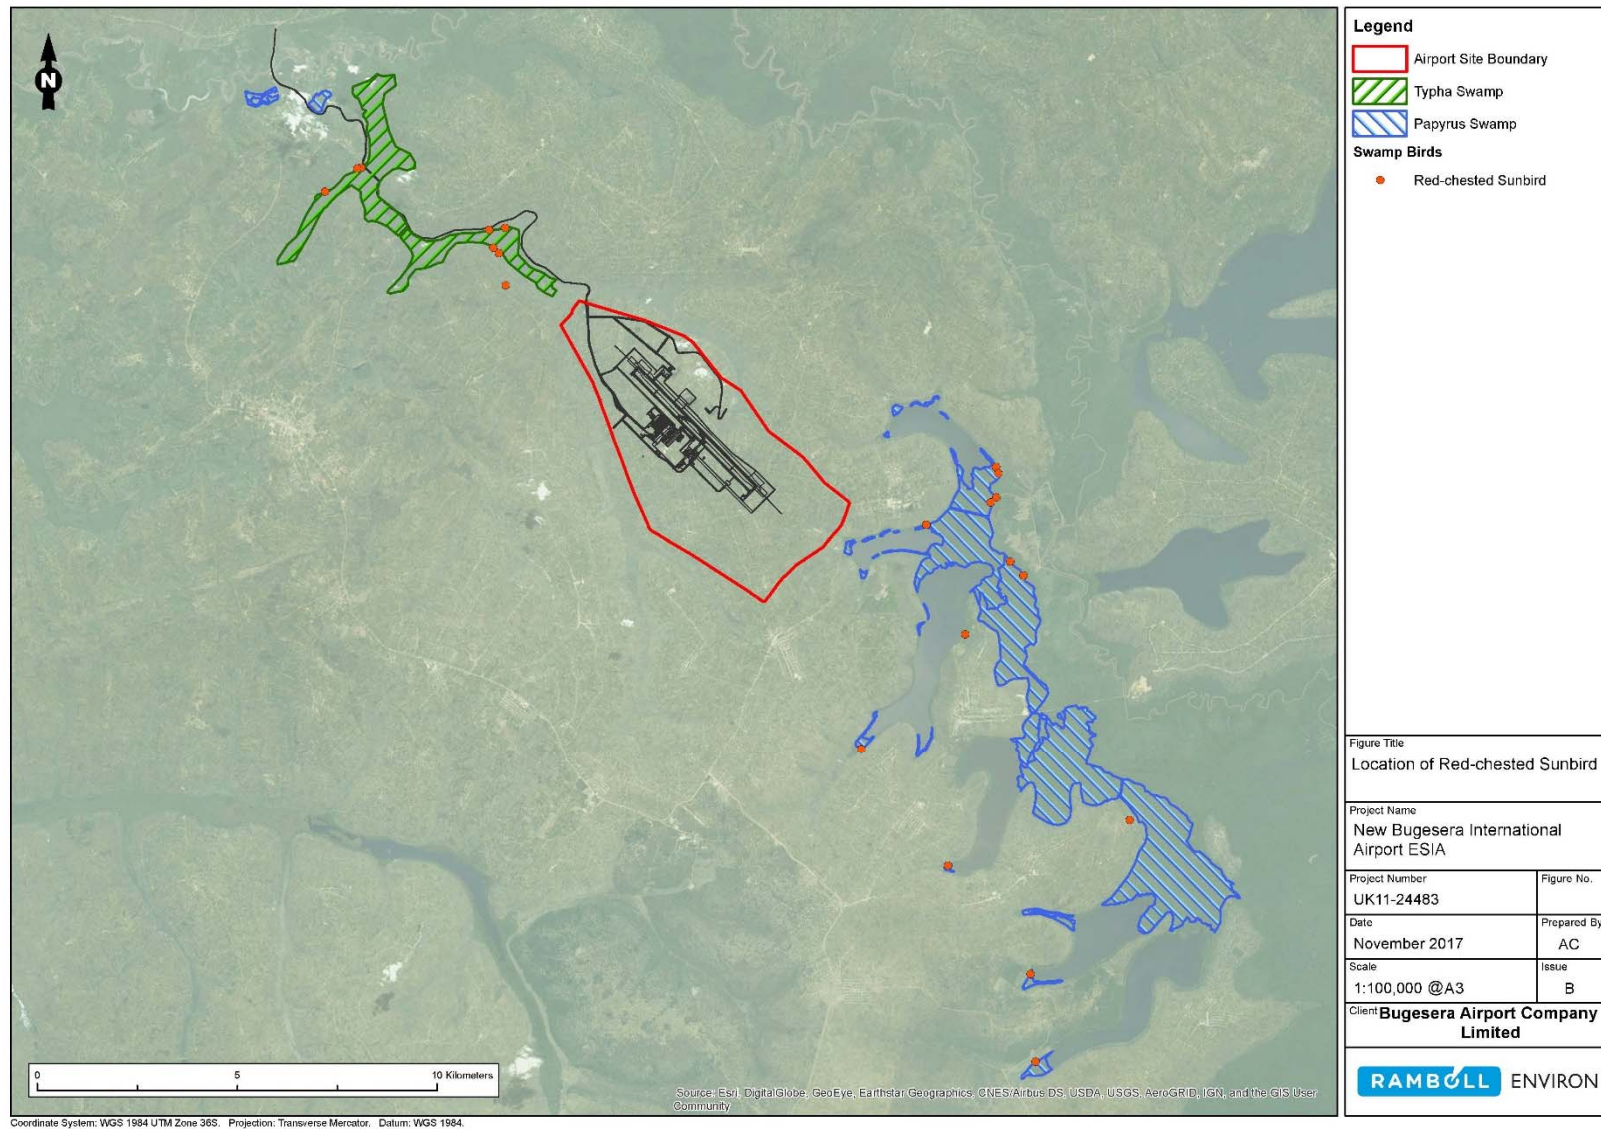 N
Legend
Airport Site Boundary
Typha Swamp
Papyrus Swamp
Swamp Birds
Red-chested Sunbird
Figure Title
Location of Red-chested Sunbird
Project Name
New Bugesera International
Airport ESIA
Project Number
UK11-24483
Figure No.
Date
November 2017
Prepared By
AC
Scale
1:100,000 @A3
Issue
B
Client Bugesera Airport Company
Limited
RAMBOLL ENVIRON
0 5 10 Kilometers
Source: Esri, DigitalGlobe, GeoEye, Earthstar Geographics, CNES/Airbus DS, USDA, USGS, AeroGRID, IGN, and the GIS User
Community
Coordinate System: WGS 1984 UTM Zone 36S. Projection: Transverse Mercator. Datum: WGS 1984.